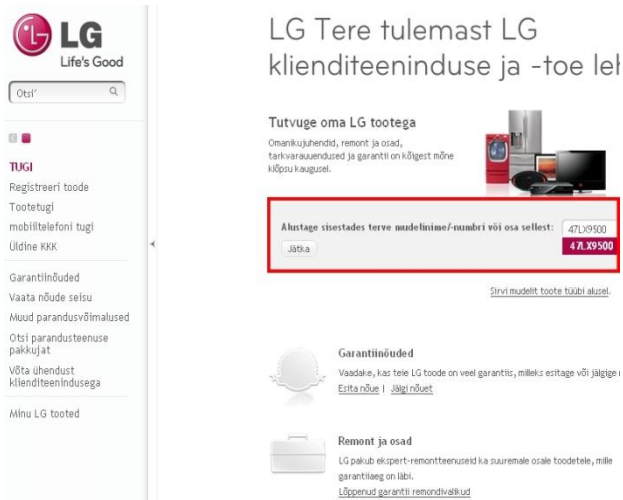 LG
Life's Good
Otsi'
TUGI
Registreeri toode
Tootetugi
mobiiltelefoni tugi
Üldine KKK
Garantiinõuded
Vaata nõude seisu
Muud parandusvõimalused
Otsi parandusteenuse
pakkujat
Võta ühendust
klienditeenindusega
Minu LG tooted
LG Tere tulemast LG
klienditeeninduse ja -toe leh
Tutvuge oma LG tootega
Omanikujuhendid, remont ja osad,
tarkvarauuendused ja garantii on kõigest mõne
klõpsu kaugusel.
Alustage sisestades terve mudelinime/-numbri või osa sellest: 47LX9500
Jätka 47LX9500
Sirvi mudelit toote tüübi alusel.
Garantiinõuded
Vaadake, kas teie LG toode on veel garantiis, milleks esitage või jälgige
Esita nõue | Jälgi nõuet
Remont ja osad
LG pakub ekspert-remontteenuseid ka suuremale osale toodetele, mille
garantiiaeg on läbi.
Lõppenud garantii remondivalikud